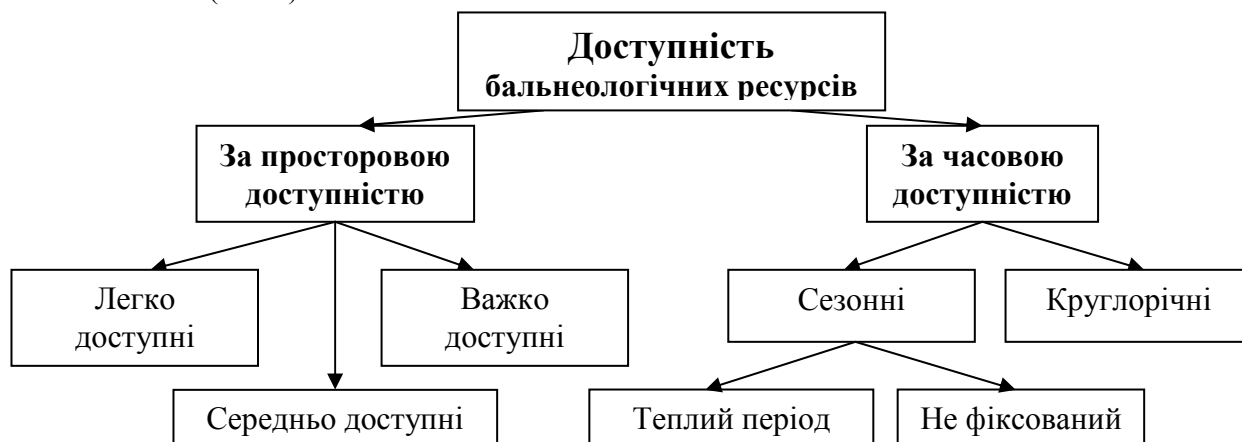 Доступність
бальнеологічних ресурсів
За просторовою
доступністю
За часовою
доступністю
Легко
доступні
Важко
доступні
Сезонні
Круглорічні
Середньо доступні
Теплий період
Не фіксований